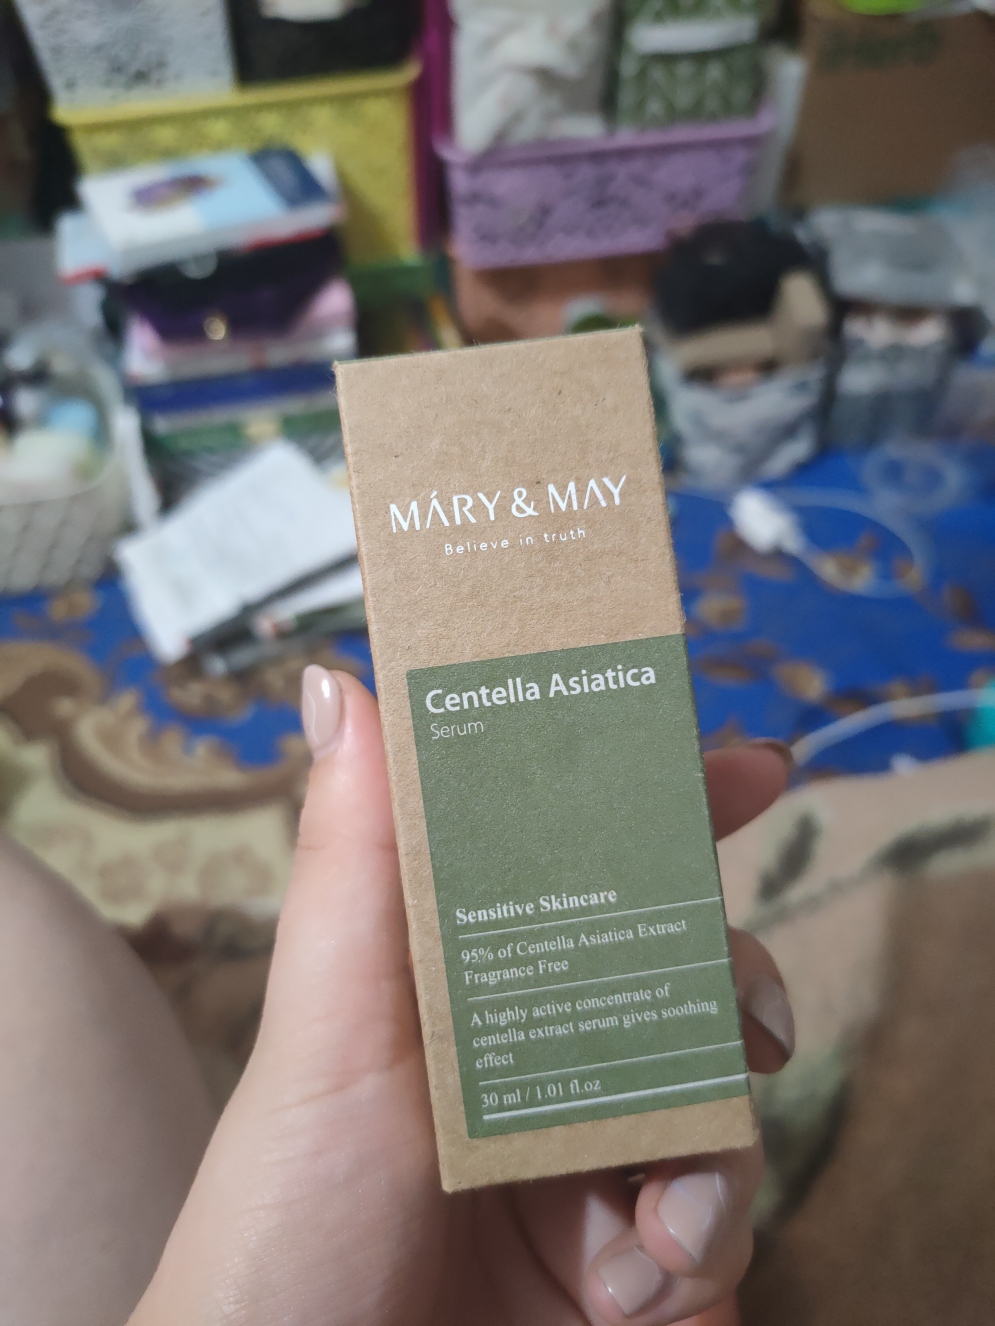 MÁRY & MAY
Believe in truth
Centella Asiatica
Serum
Sensitive Skincare
95% of Centella Asiatica Extract
Fragrance Free
A highly active concentrate of
centella extract serum gives soothing
effect
30 ml / 1.01 fl.oz